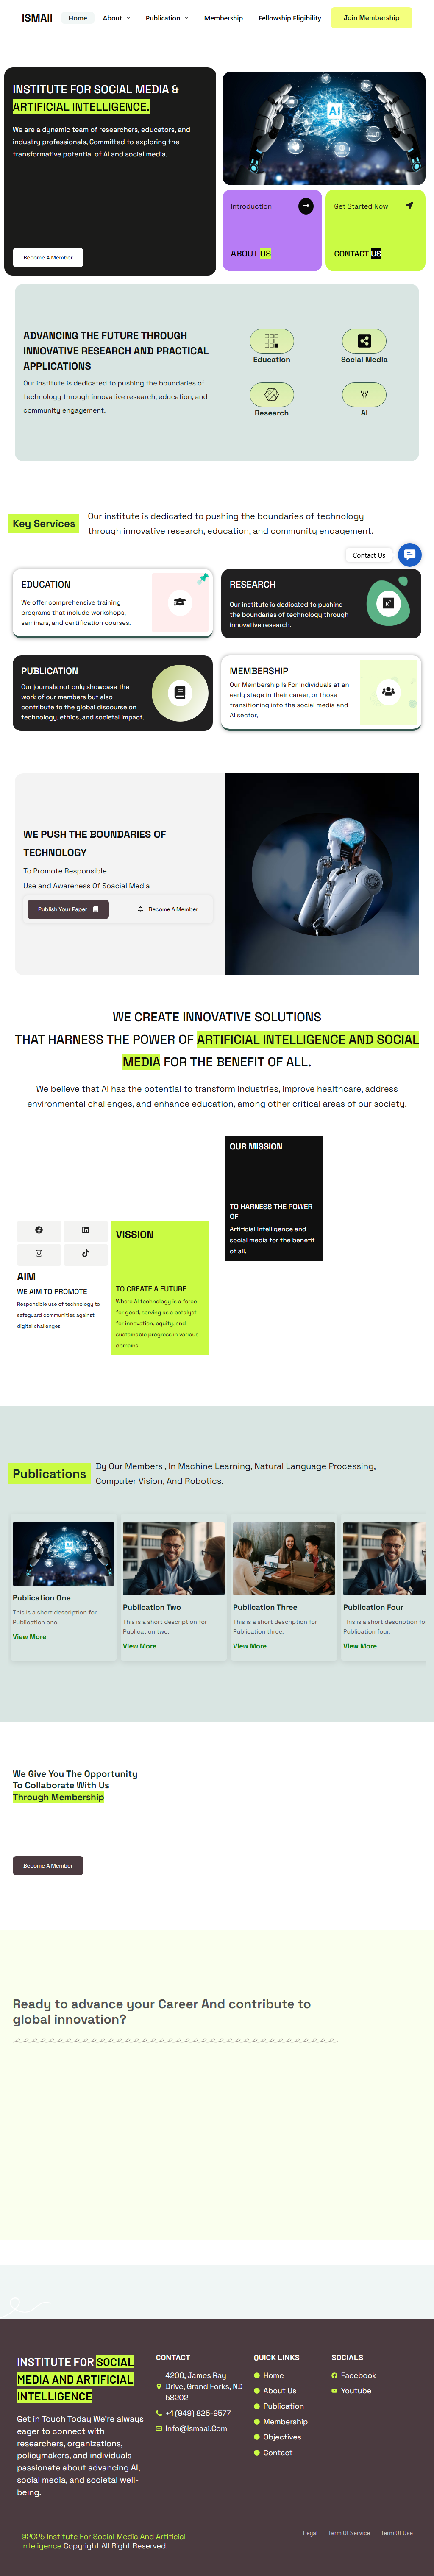 ISMAII
Home
About
Publication
Membership
Fellowship Eligibility
Join Membership
INSTITUTE FOR SOCIAL MEDIA &
ARTIFICIAL INTELLIGENCE.
We are a dynamic team of researchers, educators, and
industry professionals, Committed to exploring the
transformative potential of AI and social media.
Become A Member
AI
Introduction
ABOUT US
Get Started Now
CONTACT US
ADVANCING THE FUTURE THROUGH
INNOVATIVE RESEARCH AND PRACTICAL
APPLICATIONS
Our institute is dedicated to pushing the boundaries of
technology through innovative research, education, and
community engagement.
Education
Social Media
Research
AI
Key Services
Our institute is dedicated to pushing the boundaries of technology
through innovative research, education, and community engagement.
Contact Us
EDUCATION
We offer comprehensive training
programs that include workshops,
seminars, and certification courses.
RESEARCH
Our institute is dedicated to pushing
the boundaries of technology through
innovative research.
PUBLICATION
Our journals not only showcase the
work of our members but also
contribute to the global discourse on
technology, ethics, and societal impact.
MEMBERSHIP
Our Membership Is For Individuals at an
early stage in their career, or those
transitioning into the social media and
AI sector,
WE PUSH THE BOUNDARIES OF
TECHNOLOGY
To Promote Responsible
Use and Awareness Of Soacial Media
Publish Your Paper
Become A Member
WE CREATE INNOVATIVE SOLUTIONS
THAT HARNESS THE POWER OF ARTIFICIAL INTELLIGENCE AND SOCIAL
MEDIA FOR THE BENEFIT OF ALL.
We believe that AI has the potential to transform industries, improve healthcare, address
environmental challenges, and enhance education, among other critical areas of our society.
OUR MISSION
TO HARNESS THE POWER
OF
Artificial Intelligence and
social media for the benefit
of all.
AIM
WE AIM TO PROMOTE
Responsible use of technology to
safeguard communities against
digital challenges
VISSION
TO CREATE A FUTURE
Where AI technology is a force
for good, serving as a catalyst
for innovation, equity, and
sustainable progress in various
domains.
Publications
By Our Members , In Machine Learning, Natural Language Processing,
Computer Vision, And Robotics.
AI
Publication One
This is a short description for
Publication one.
View More
Publication Two
This is a short description for
Publication two.
View More
Publication Three
This is a short description for
Publication three.
View More
Publication Four
This is a short description fo
Publication four.
View More
We Give You The Opportunity
To Collaborate With Us
Through Membership
Become A Member
Ready to advance your Career And contribute to
global innovation?
INSTITUTE FOR SOCIAL
MEDIA AND ARTIFICIAL
INTELLIGENCE
Get in Touch Today We're always
eager to connect with
researchers, organizations,
policymakers, and individuals
passionate about advancing AI,
social media, and societal well-
being.
CONTACT
4200, James Ray
Drive, Grand Forks, ND
58202
+1 (949) 825-9577
Info@Ismaai.Com
QUICK LINKS
Home
About Us
Publication
Membership
Objectives
Contact
SOCIALS
Facebook
Youtube
©2025 Institute For Social Media And Artificial
Inteligence Copyright All Right Reserved.
Legal
Term Of Service
Term Of Use